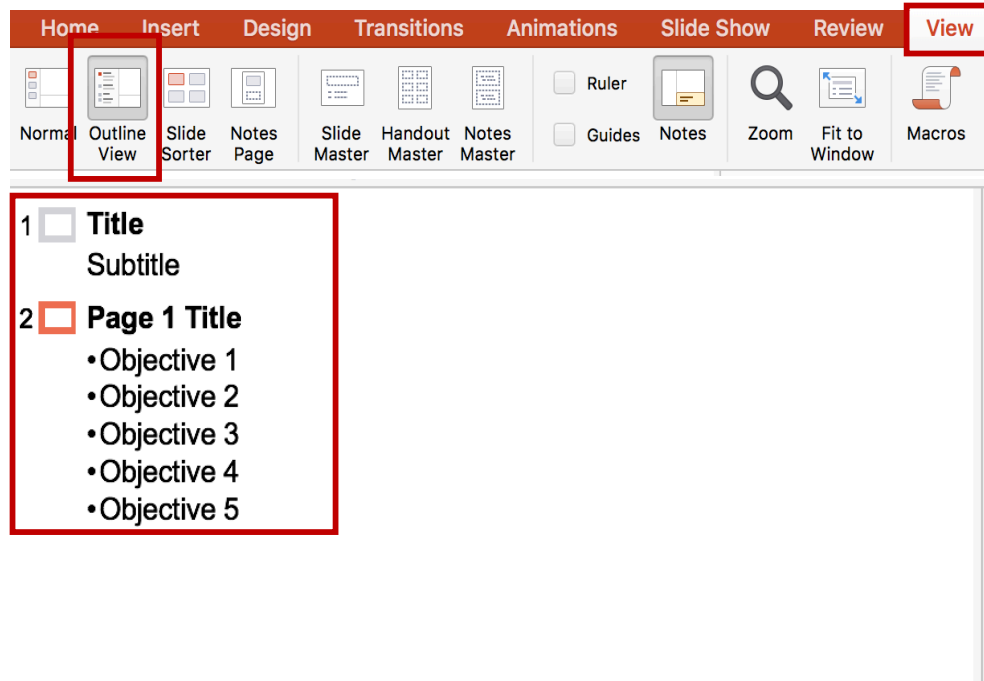 Home Insert Design Transitions Animations Slide Show Review View
Normal Outline View Slide Sorter Notes Page Slide Master Handout Master Notes Master Ruler Guides Notes Zoom Fit to Window Macros
1 Title
Subtitle
2 Page 1 Title
•Objective 1
•Objective 2
•Objective 3
•Objective 4
•Objective 5